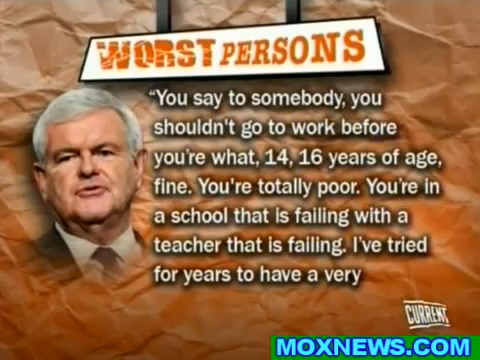 WORST PERSONS
“You say to somebody, you
shouldn't go to work before
you're what, 14, 16 years of age,
fine. You're totally poor. You're in
a school that is failing with a
teacher that is failing. I've tried
for years to have a very
CURRENT
MOXNEWS.COM